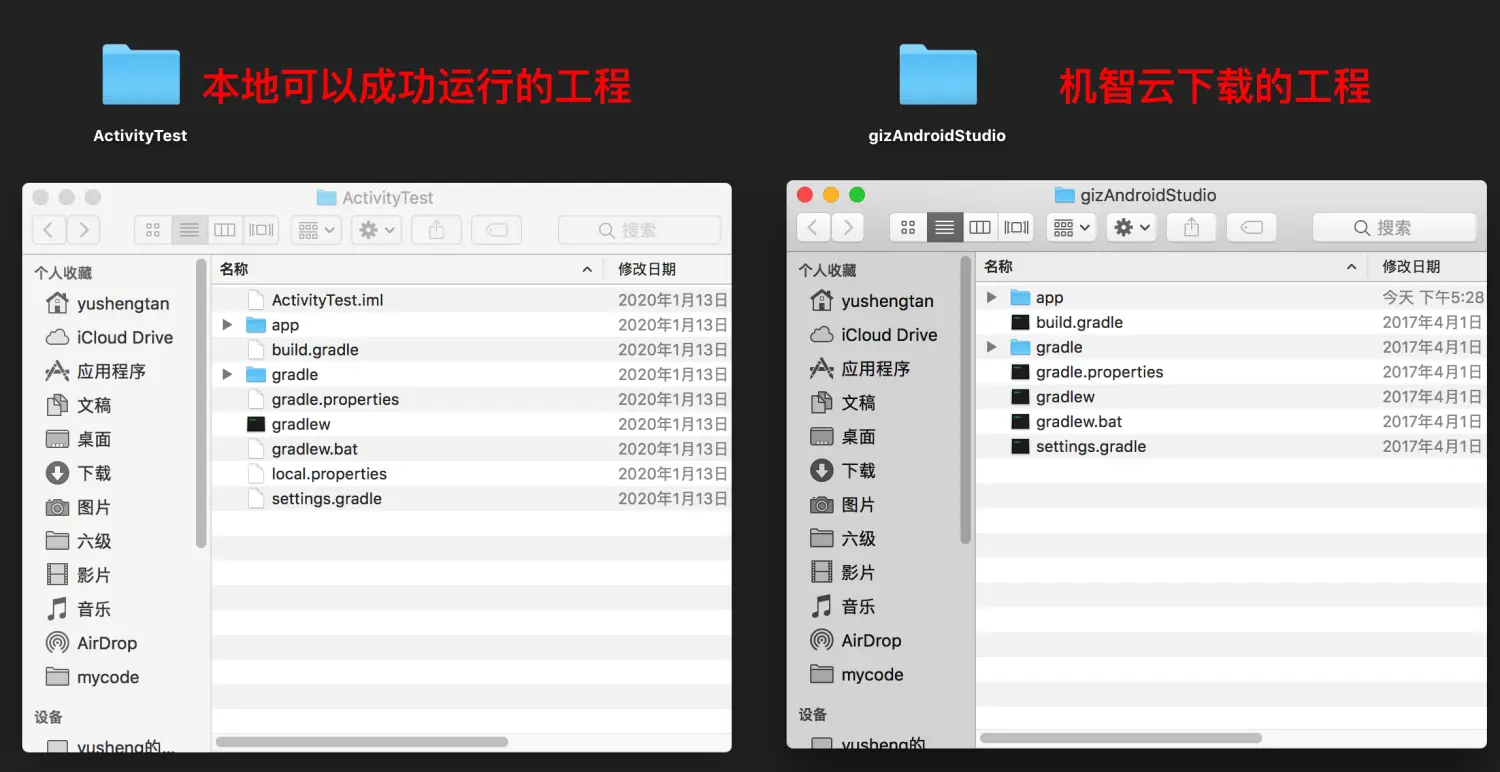 本地可以成功运行的工程
ActivityTest
机智云下载的工程
gizAndroidStudio
ActivityTest
搜索
个人收藏
yushengtan
iCloud Drive
应用程序
文稿
桌面
下载
图片
六级
影片
音乐
AirDrop
mycode
设备
yusheng的...
名称 修改日期
ActivityTest.iml 2020年1月13日
app 2020年1月13日
build.gradle 2020年1月13日
gradle 2020年1月13日
gradle.properties 2020年1月13日
gradlew 2020年1月13日
gradlew.bat 2020年1月13日
local.properties 2020年1月13日
settings.gradle 2020年1月13日
gizAndroidStudio
搜索
个人收藏
yushengtan
iCloud Drive
应用程序
文稿
桌面
下载
图片
六级
影片
音乐
AirDrop
mycode
设备
yusheng的
名称 修改日期
app 今天 下午5:28
build.gradle 2017年4月1日
gradle 2017年4月1日
gradle.properties 2017年4月1日
gradlew 2017年4月1日
gradlew.bat 2017年4月1日
settings.gradle 2017年4月1日